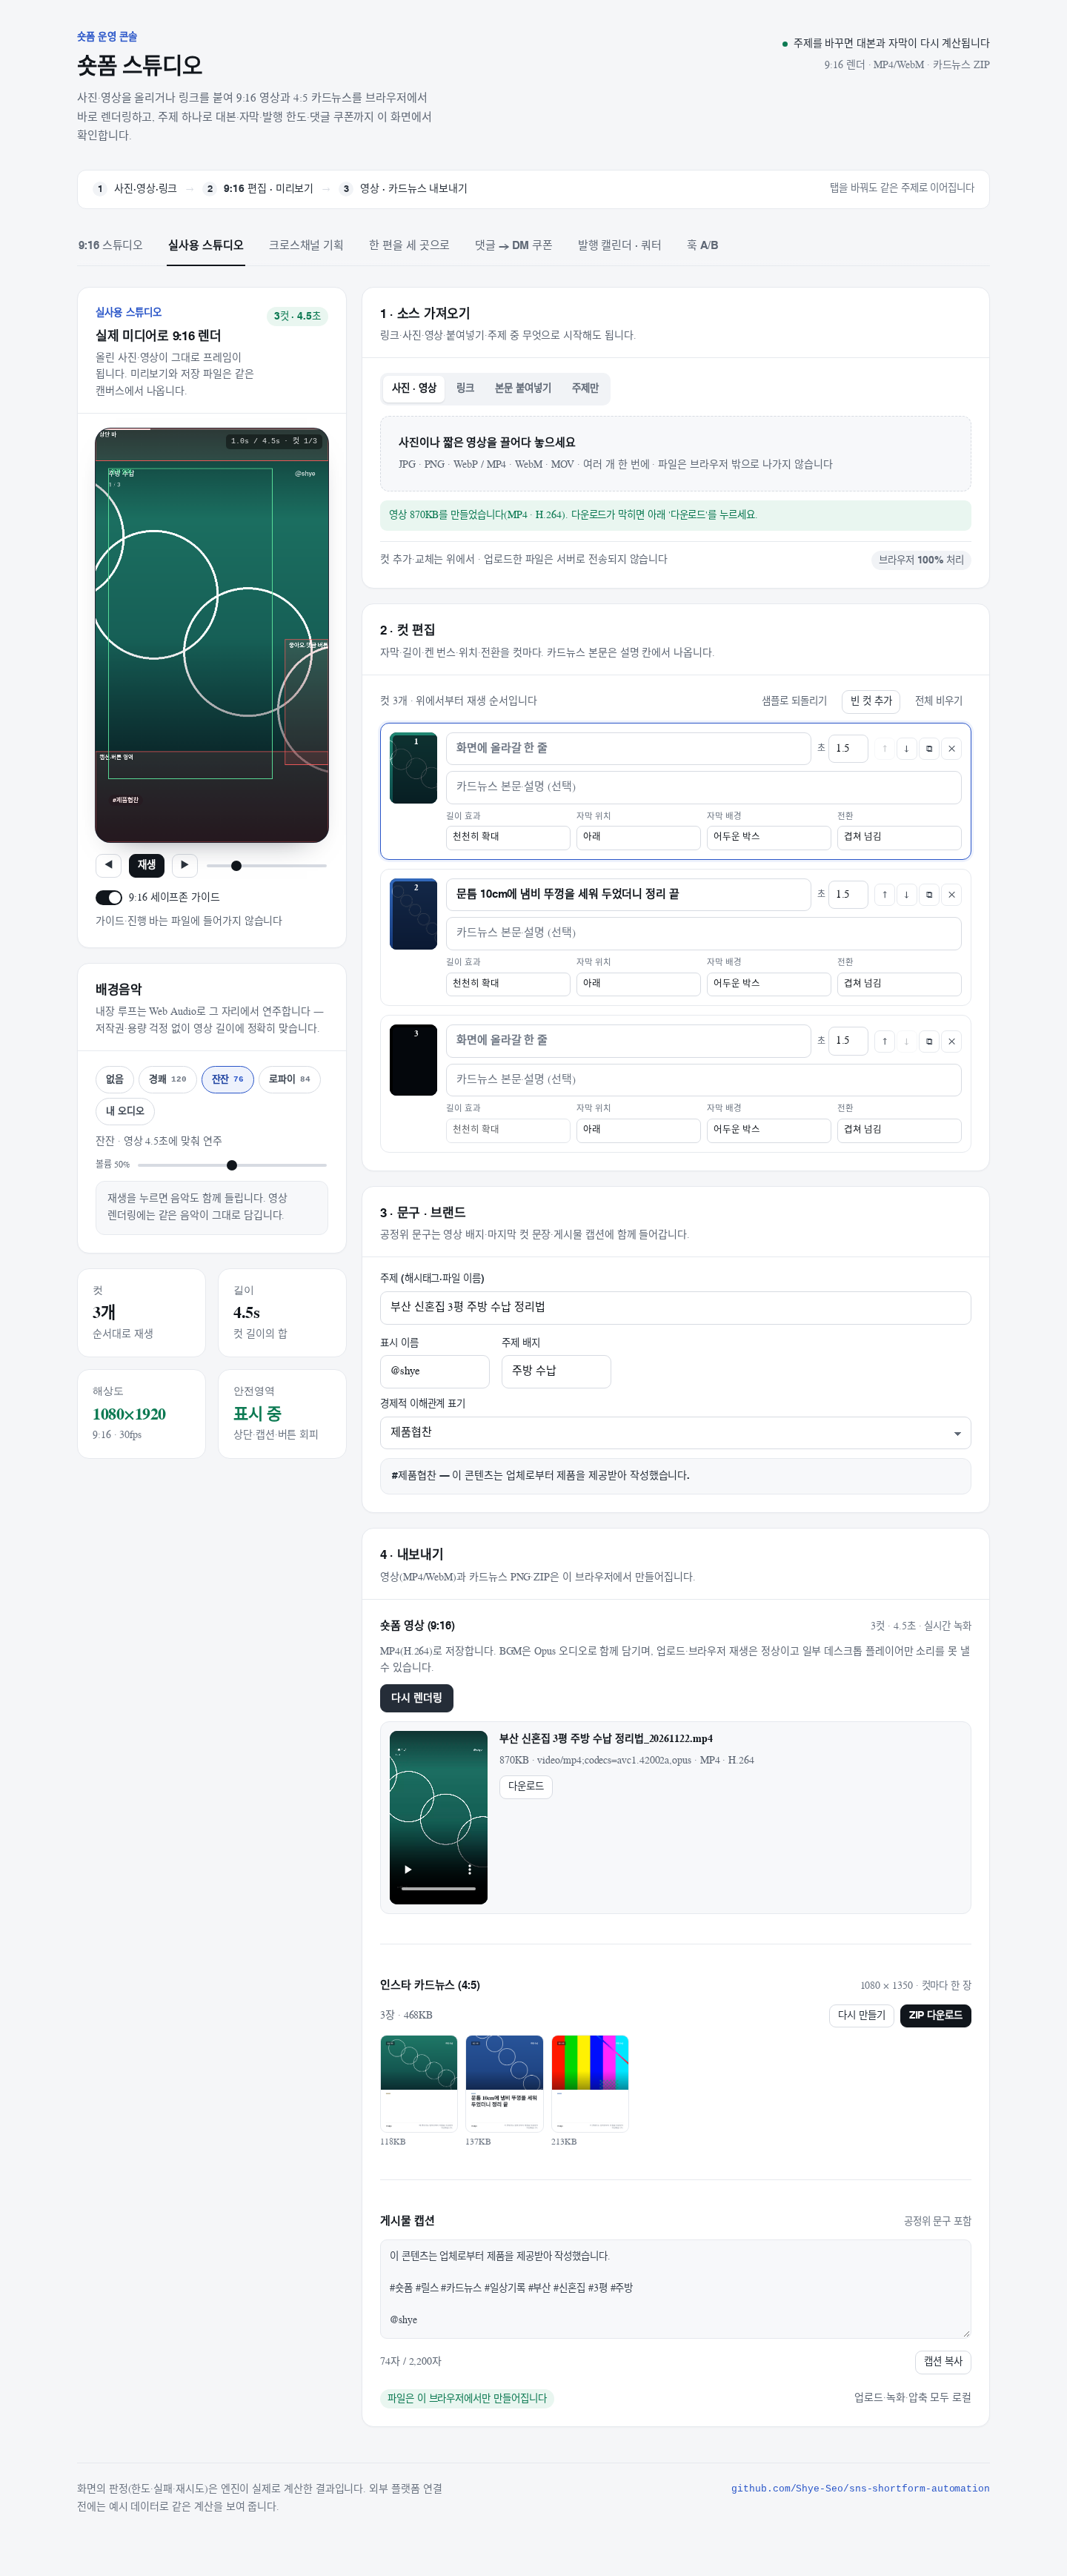 숏폼 운영 콘솔
숏폼 스튜디오
사진·영상을 올리거나 링크를 붙여 9:16 영상과 4:5 카드뉴스를 브라우저에서
바로 렌더링하고, 주제 하나로 대본·자막·발행 한도·댓글 쿠폰까지 이 화면에서
확인합니다.
주제를 바꾸면 대본과 자막이 다시 계산됩니다
9:16 렌더 · MP4/WebM · 카드뉴스 ZIP
1 사진·영상·링크 → 2 9:16 편집 · 미리보기 → 3 영상 · 카드뉴스 내보내기
탭을 바꿔도 같은 주제로 이어집니다
9:16 스튜디오 실사용 스튜디오 크로스채널 기획 한 편을 세 곳으로 댓글 → DM 쿠폰 발행 캘린더 · 쿼터 훅 A/B
실사용 스튜디오
3컷 · 4.5초
실제 미디어로 9:16 렌더
올린 사진·영상이 그대로 프레임이
됩니다. 미리보기와 저장 파일은 같은
캔버스에서 나옵니다.
상단 바
1.0s / 4.5s · 컷 1/3
주방 수납
@shye
1 · 3
좋아요·댓글 버튼
캡션·버튼 영역
#제품협찬
◀ 재생 ▶
9:16 세이프존 가이드
가이드·진행 바는 파일에 들어가지 않습니다
배경음악
내장 루프는 Web Audio로 그 자리에서 연주합니다 —
저작권·용량 걱정 없이 영상 길이에 정확히 맞습니다.
없음 경쾌 120 잔잔 76 로파이 84
내 오디오
잔잔 · 영상 4.5초에 맞춰 연주
볼륨 50%
재생을 누르면 음악도 함께 들립니다. 영상
렌더링에는 같은 음악이 그대로 담깁니다.
컷
3개
순서대로 재생
길이
4.5s
컷 길이의 합
해상도
1080×1920
9:16 · 30fps
안전영역
표시 중
상단·캡션·버튼 회피
1 · 소스 가져오기
링크·사진·영상·붙여넣기·주제 중 무엇으로 시작해도 됩니다.
사진 · 영상 링크 본문 붙여넣기 주제만
사진이나 짧은 영상을 끌어다 놓으세요
JPG · PNG · WebP / MP4 · WebM · MOV · 여러 개 한 번에 · 파일은 브라우저 밖으로 나가지 않습니다
영상 870KB를 만들었습니다(MP4 · H.264). 다운로드가 막히면 아래 '다운로드'를 누르세요.
컷 추가·교체는 위에서 · 업로드한 파일은 서버로 전송되지 않습니다
브라우저 100% 처리
2 · 컷 편집
자막·길이·켄 번스·위치·전환을 컷마다. 카드뉴스 본문은 설명 칸에서 나옵니다.
컷 3개 · 위에서부터 재생 순서입니다
샘플로 되돌리기 빈 컷 추가 전체 비우기
1
화면에 올라갈 한 줄
초 1.5 ↑ ↓ ⧉ ×
카드뉴스 본문·설명 (선택)
길이 효과 자막 위치 자막 배경 전환
천천히 확대 아래 어두운 박스 겹쳐 넘김
2
문틈 10cm에 냄비 뚜껑을 세워 두었더니 정리 끝
초 1.5 ↑ ↓ ⧉ ×
카드뉴스 본문·설명 (선택)
길이 효과 자막 위치 자막 배경 전환
천천히 확대 아래 어두운 박스 겹쳐 넘김
3
화면에 올라갈 한 줄
초 1.5 ↑ ↓ ⧉ ×
카드뉴스 본문·설명 (선택)
길이 효과 자막 위치 자막 배경 전환
천천히 확대 아래 어두운 박스 겹쳐 넘김
3 · 문구 · 브랜드
공정위 문구는 영상 배지·마지막 컷 문장·게시물 캡션에 함께 들어갑니다.
주제 (해시태그·파일 이름)
부산 신혼집 3평 주방 수납 정리법
표시 이름 주제 배지
@shye 주방 수납
경제적 이해관계 표기
제품협찬
#제품협찬 — 이 콘텐츠는 업체로부터 제품을 제공받아 작성했습니다.
4 · 내보내기
영상(MP4/WebM)과 카드뉴스 PNG ZIP은 이 브라우저에서 만들어집니다.
숏폼 영상 (9:16)
3컷 · 4.5초 · 실시간 녹화
MP4(H.264)로 저장합니다. BGM은 Opus 오디오로 함께 담기며, 업로드·브라우저 재생은 정상이고 일부 데스크톱 플레이어만 소리를 못 낼
수 있습니다.
다시 렌더링
부산 신혼집 3평 주방 수납 정리법_20261122.mp4
870KB · video/mp4;codecs=avc1.42002a,opus · MP4 · H.264
다운로드
인스타 카드뉴스 (4:5)
1080 × 1350 · 컷마다 한 장
3장 · 468KB
다시 만들기 ZIP 다운로드
문틈 10cm에 냄비 뚜껑을 세워
두었더니 정리 끝
118KB 137KB 213KB
게시물 캡션
공정위 문구 포함
이 콘텐츠는 업체로부터 제품을 제공받아 작성했습니다.
#숏폼 #릴스 #카드뉴스 #일상기록 #부산 #신혼집 #3평 #주방
@shye
74자 / 2,200자
캡션 복사
파일은 이 브라우저에서만 만들어집니다
업로드·녹화·압축 모두 로컬
화면의 판정(한도·실패·재시도)은 엔진이 실제로 계산한 결과입니다. 외부 플랫폼 연결
전에는 예시 데이터로 같은 계산을 보여 줍니다.
github.com/Shye-Seo/sns-shortform-automation